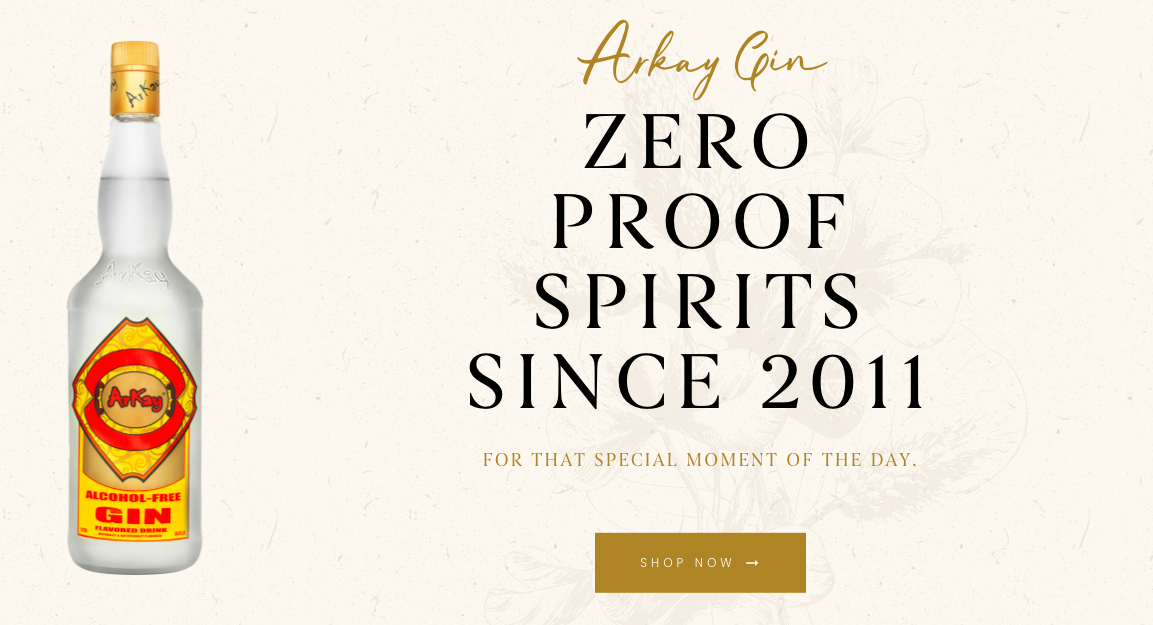 Arkay Gin
ZERO
PROOF
SPIRITS
SINCE 2011
FOR THAT SPECIAL MOMENT OF THE DAY.
SHOP NOW →
ArKay
ArKay
ArKay
ALCOHOL-FREE
GIN
FLAVORED DRINK